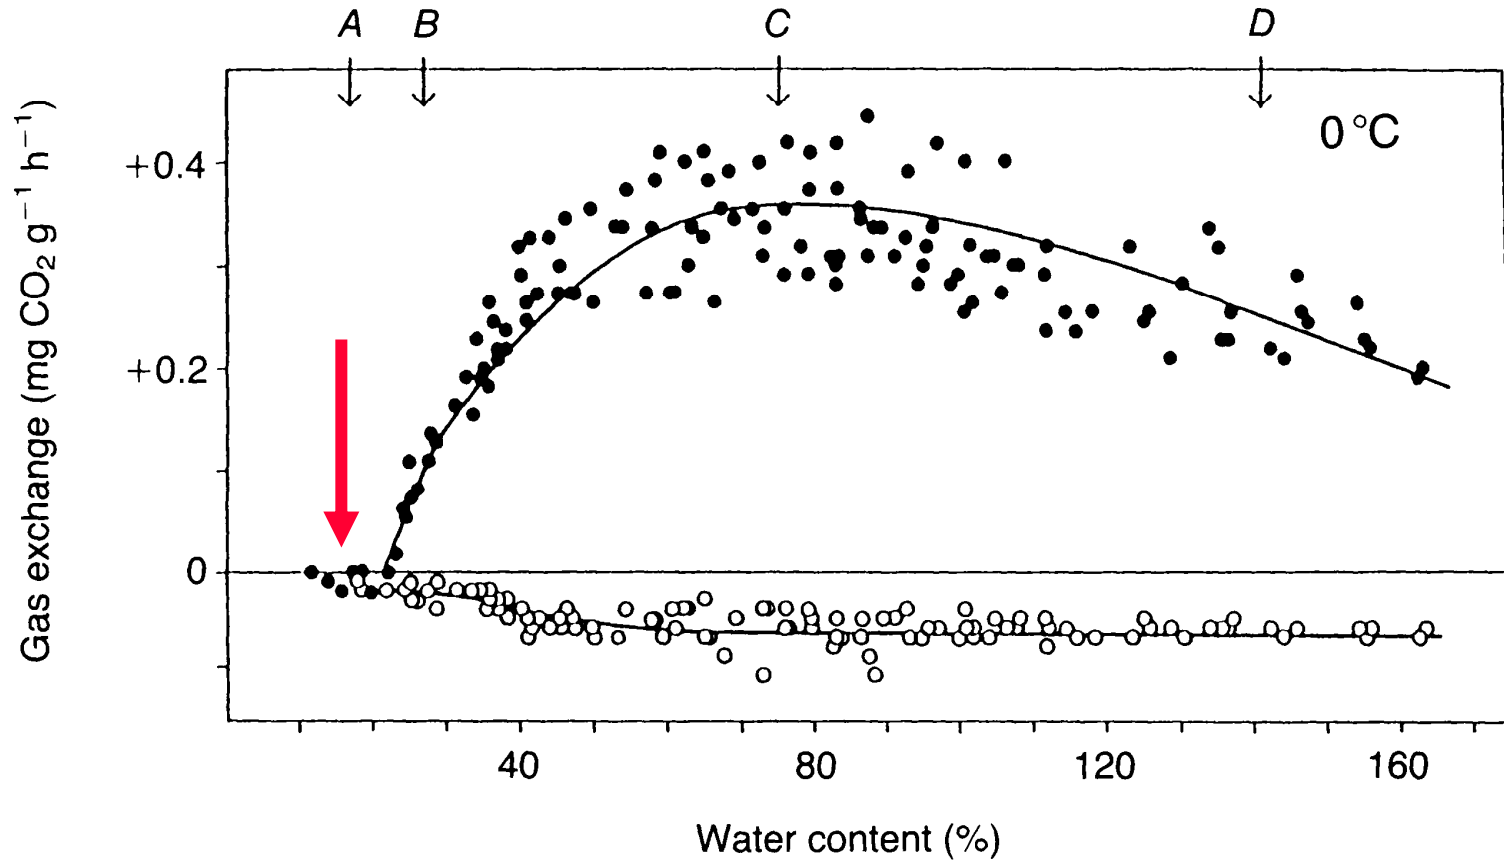 A B C D
0 °C
Gas exchange (mg CO₂ g⁻¹ h⁻¹)
+0.4
+0.2
0
40 80 120 160
Water content (%)